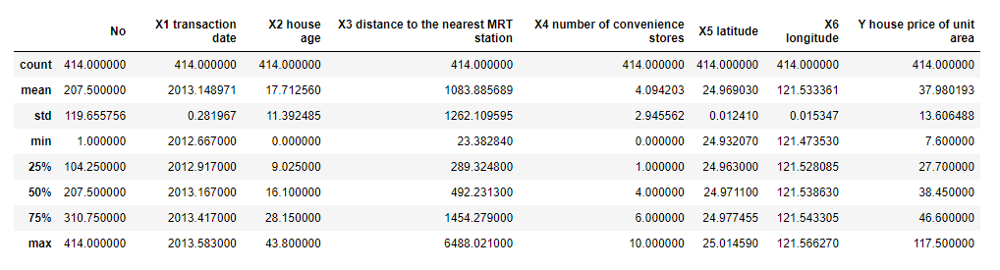 No X1 transaction date X2 house age X3 distance to the nearest MRT station X4 number of convenience stores X5 latitude X6 longitude Y house price of unit area
count 414.000000 414.000000 414.000000 414.000000 414.000000 414.000000 414.000000 414.000000
mean 207.500000 2013.148971 17.712560 1083.885689 4.094203 24.969030 121.533361 37.980193
std 119.655756 0.281967 11.392485 1262.109595 2.945562 0.012410 0.015347 13.606488
min 1.000000 2012.667000 0.000000 23.382840 0.000000 24.932070 121.473530 7.600000
25% 104.250000 2012.917000 9.025000 289.324800 1.000000 24.963000 121.528085 27.700000
50% 207.500000 2013.167000 16.100000 492.231300 4.000000 24.971100 121.538630 38.450000
75% 310.750000 2013.417000 28.150000 1454.279000 6.000000 24.977455 121.543305 46.600000
max 414.000000 2013.583000 43.800000 6488.021000 10.000000 25.014590 121.566270 117.500000